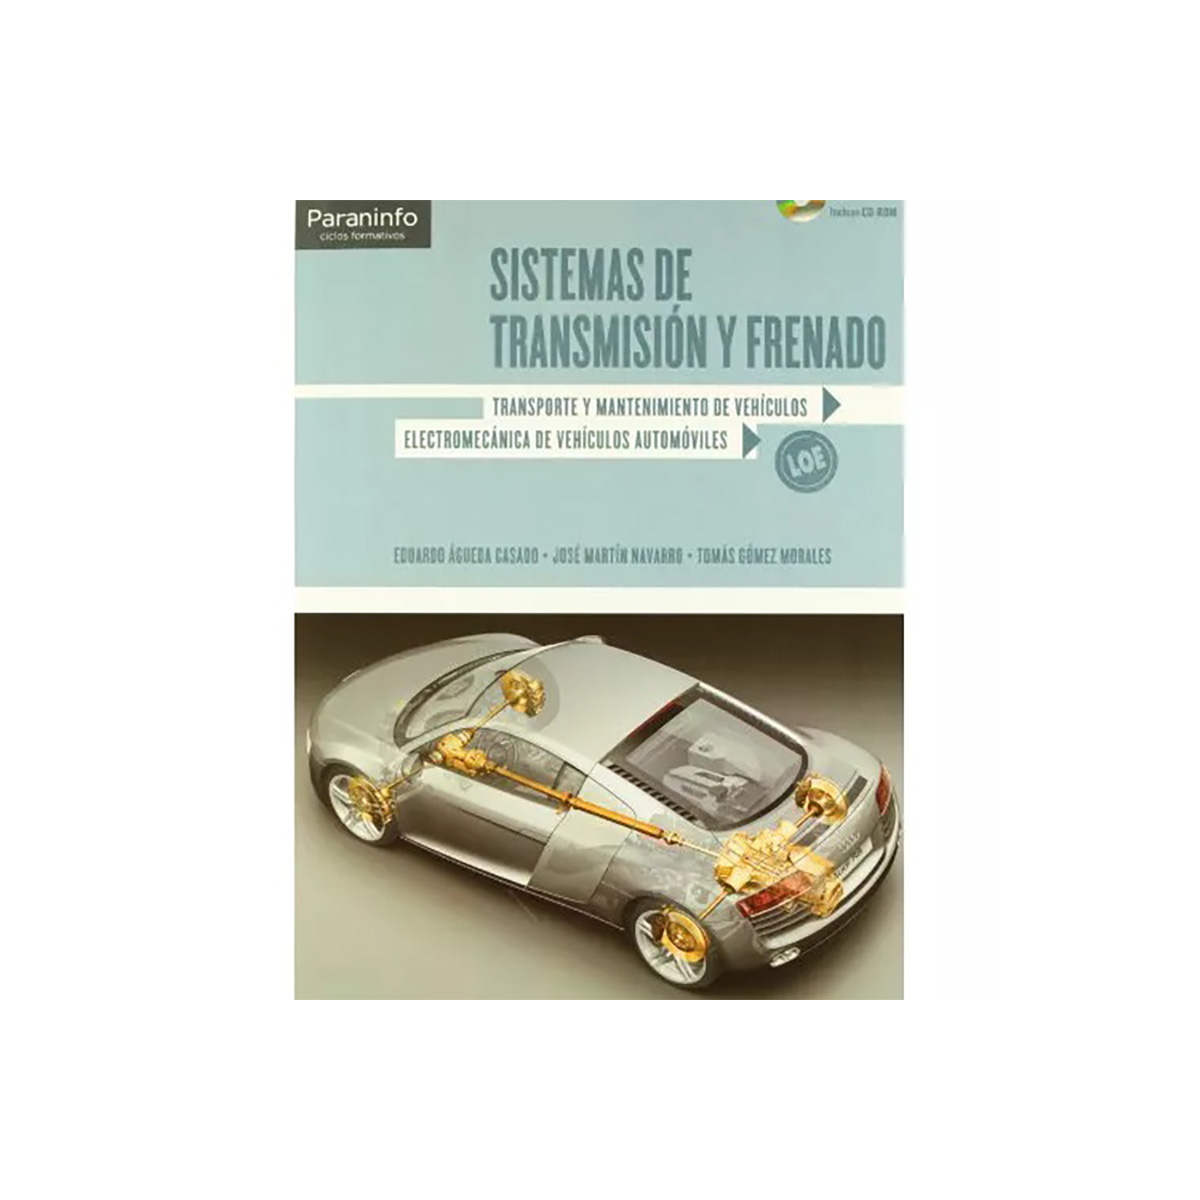 Paraninfo
ciclos formativos
Incluye CD-ROM
SISTEMAS DE
TRANSMISIÓN Y FRENADO
TRANSPORTE Y MANTENIMIENTO DE VEHÍCULOS
ELECTROMECÁNICA DE VEHÍCULOS AUTOMÓVILES
LOE
EDUARDO ÁGUEDA CASADO • JOSÉ MARTÍN NAVARRO • TOMÁS GÓMEZ MORALES